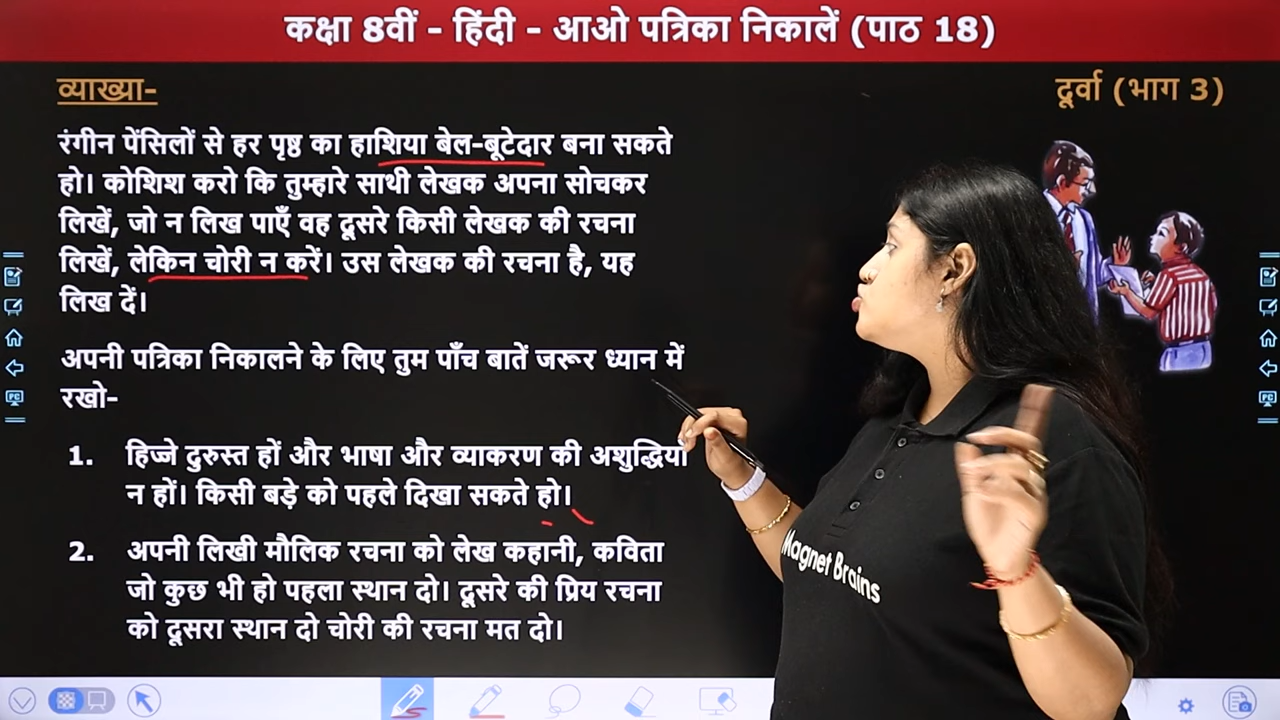 कक्षा 8वीं - हिंदी - आओ पत्रिका निकालें (पाठ 18)
व्याख्या-
दूर्वा (भाग 3)
रंगीन पेंसिलों से हर पृष्ठ का हाशिया बेल-बूटेदार बना सकते
हो। कोशिश करो कि तुम्हारे साथी लेखक अपना सोचकर
लिखें, जो न लिख पाएँ वह दूसरे किसी लेखक की रचना
लिखें, लेकिन चोरी न करें। उस लेखक की रचना है, यह
लिख दें।
अपनी पत्रिका निकालने के लिए तुम पाँच बातें जरूर ध्यान में
रखो-
1. हिज्जे दुरुस्त हों और भाषा और व्याकरण की अशुद्धियाँ
न हों। किसी बड़े को पहले दिखा सकते हो।
2. अपनी लिखी मौलिक रचना को लेख कहानी, कविता
जो कुछ भी हो पहला स्थान दो। दूसरे की प्रिय रचना
को दूसरा स्थान दो चोरी की रचना मत दो।
Magnet Brains
PC
PC